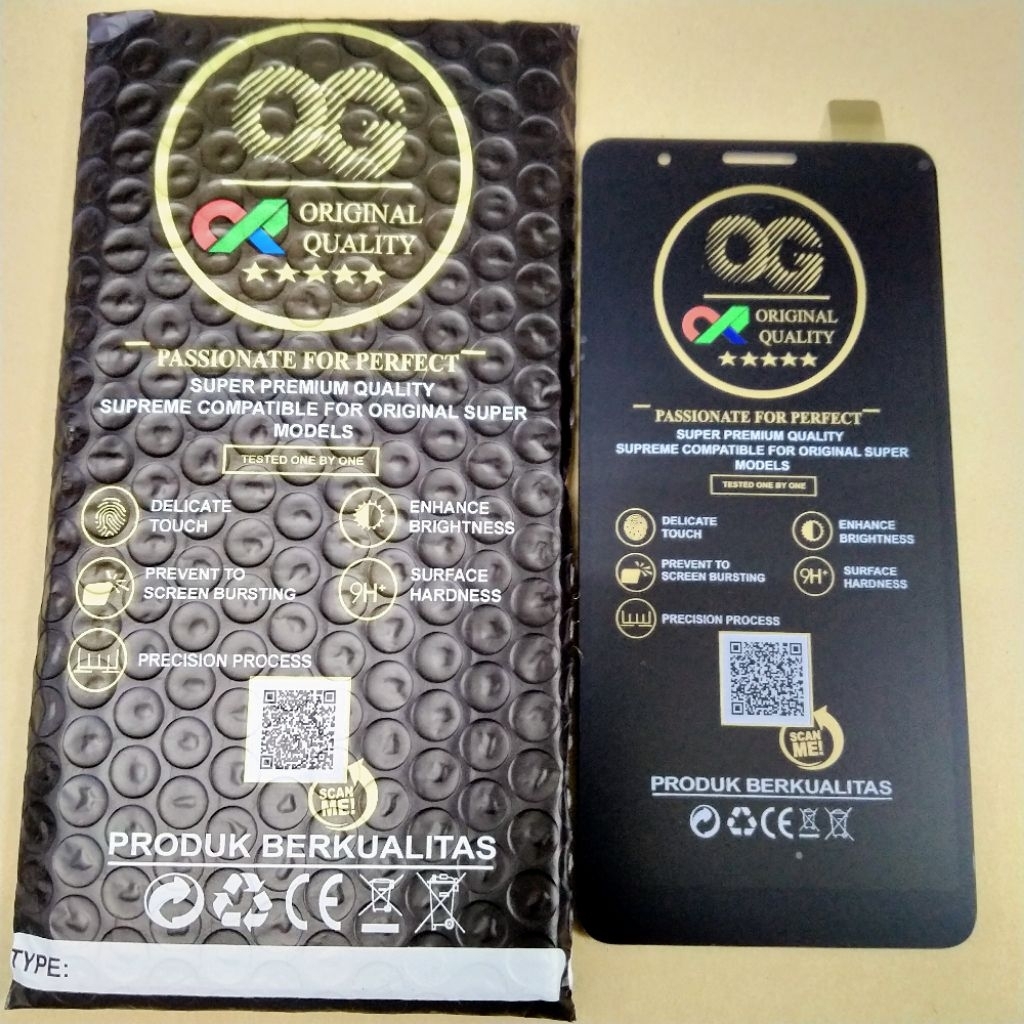 OG
ORIGINAL
QUALITY
PASSIONATE FOR PERFECT
SUPER PREMIUM QUALITY
SUPREME COMPATIBLE FOR ORIGINAL SUPER
MODELS
TESTED ONE BY ONE
DELICATE
TOUCH
ENHANCE
BRIGHTNESS
PREVENT TO
SCREEN BURSTING
9H+
SURFACE
HARDNESS
PRECISION PROCESS
SCAN
ME!
PRODUK BERKUALITAS
CE
TYPE:
OG
ORIGINAL
QUALITY
PASSIONATE FOR PERFECT
SUPER PREMIUM QUALITY
SUPREME COMPATIBLE FOR ORIGINAL SUPER
MODELS
TESTED ONE BY ONE
DELICATE
TOUCH
ENHANCE
BRIGHTNESS
PREVENT TO
SCREEN BURSTING
9H+
SURFACE
HARDNESS
PRECISION PROCESS
SCAN
ME!
PRODUK BERKUALITAS
CE